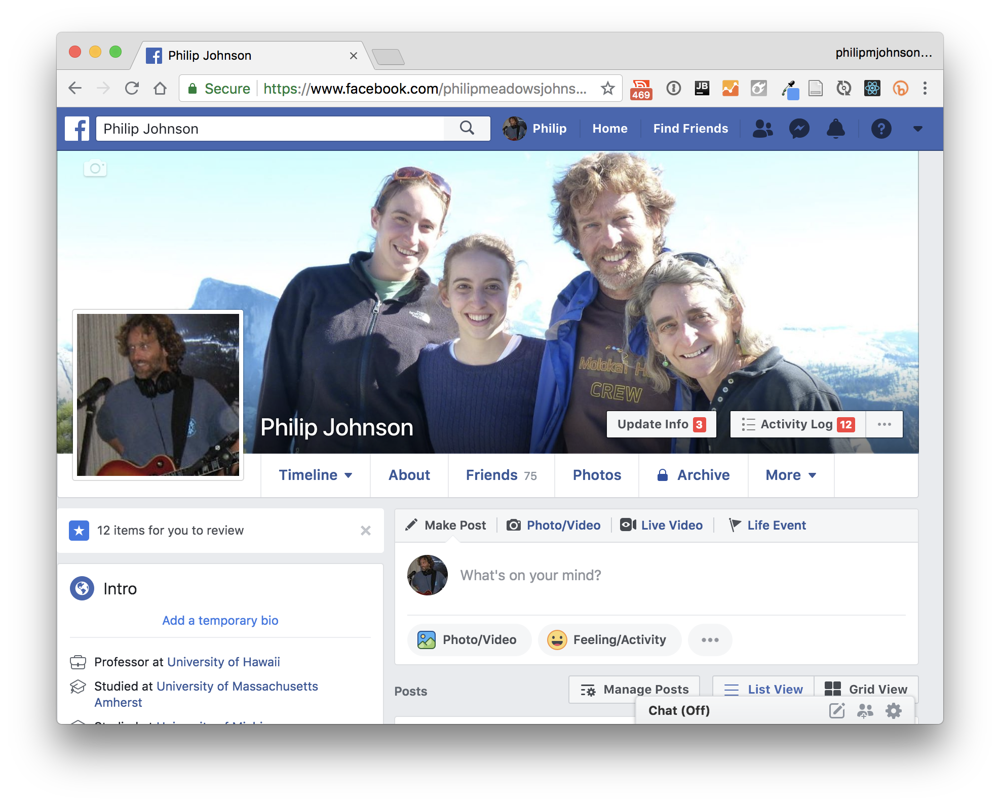 Philip Johnson
philipmjohnson...
Secure https://www.facebook.com/philipmeadowsjohns...
469
JB
Philip Johnson
Philip Home Find Friends
THE NORTH FACE
Molokai
CREW
Philip Johnson
Update Info 3 Activity Log 12
Timeline About Friends 75 Photos Archive More
12 items for you to review
Intro
Add a temporary bio
Professor at University of Hawaii
Studied at University of Massachusetts
Amherst
Make Post Photo/Video Live Video Life Event
What's on your mind?
Photo/Video Feeling/Activity
Posts Manage Posts List View Grid View
Chat (Off)